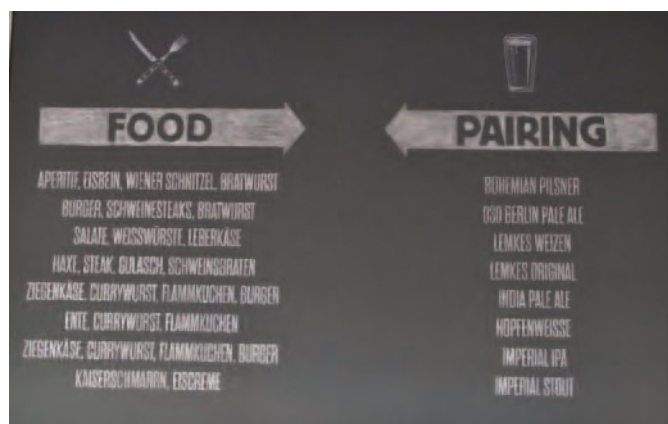 FOOD
APERITIF, EISBEIN, WIENER SCHNITZEL, BRATWURST
BURGER, SCHWEINESTEAKS, BRATWURST
SALATE, WEISSWÜRSTE, LEBERKÄSE
HAXE, STEAK, GULASCH, SCHWEINSBRATEN
ZIEGENKÄSE, CURRYWURST, FLAMMKUCHEN, BURGER
ENTE, CURRYWURST, FLAMMKUCHEN
ZIEGENKÄSE, CURRYWURST, FLAMMKUCHEN, BURGER
KAISERSCHMARRN, EISCREME
PAIRING
BOHEMIAN PILSNER
030 BERLIN PALE ALE
LEMKES WEIZEN
LEMKES ORIGINAL
INDIA PALE ALE
HOPFENWEISSE
IMPERIAL IPA
IMPERIAL STOUT